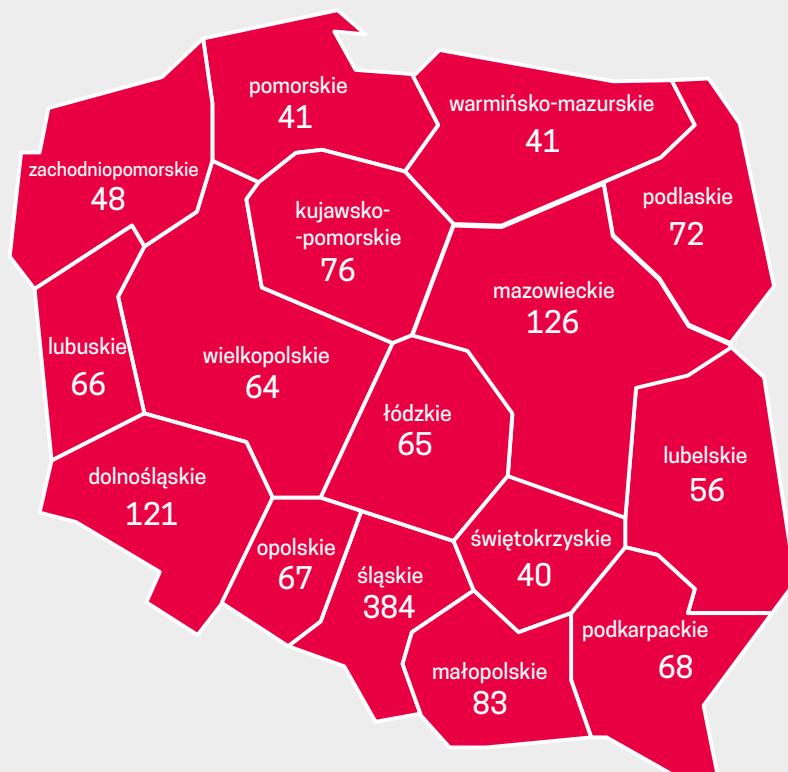 pomorskie
41
warmińsko-mazurskie
41
zachodniopomorskie
48
podlaskie
72
kujawsko-
-pomorskie
76
mazowieckie
126
lubuskie
66
wielkopolskie
64
łódzkie
65
lubelskie
56
dolnośląskie
121
opolskie
67
śląskie
384
świętokrzyskie
40
podkarpackie
68
małopolskie
83